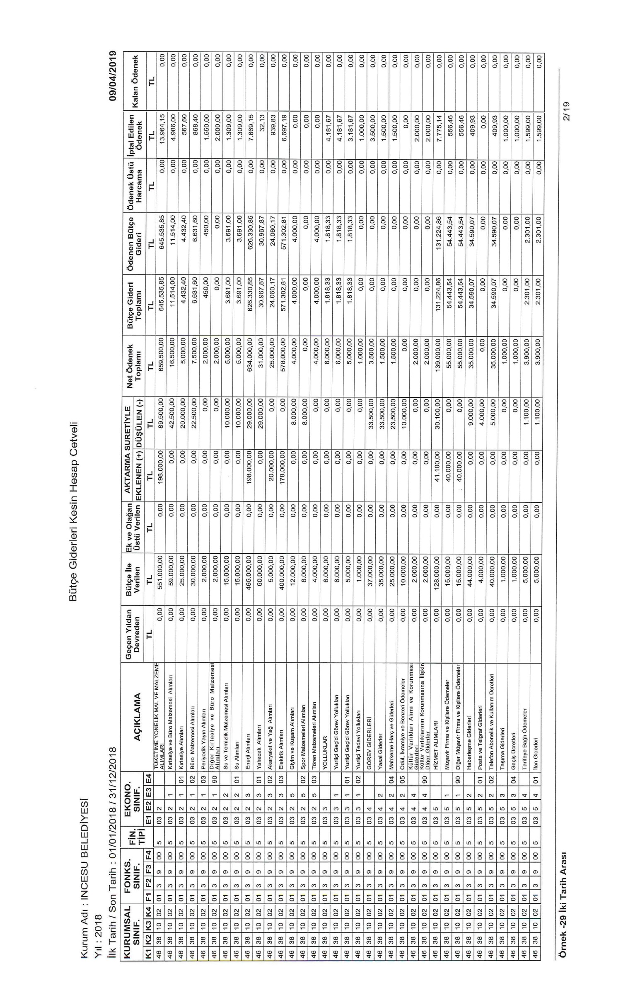 Bütçe Giderleri Kesin Hesap Cetveli
Kurum Adı : INCESU BELEDİYESİ
Yıl : 2018
İlk Tarih / Son Tarih : 01/01/2018 / 31/12/2018 09/04/2019
KURUMSAL SINIF. FONKS. SINIF. FİN. TİPİ EKONO. SINIF. AÇIKLAMA Geçen Yıldan Devreden Bütçe İle Verilen Ek ve Olağan Üstü Verilen AKTARMA SURETİYLE Net Ödenek Toplamı Bütçe Gideri Toplamı Ödenen Bütçe Gideri Ödenek Üstü Harcama İptal Edilen Ödenek Kalan Ödenek
EKLENEN (+) DÜŞÜLEN (-)
K1 K2 K3 K4 F1 F2 F3 F4 E1 E2 E3 E4 TL TL TL TL TL TL TL TL TL TL TL
46 38 10 02 01 3 9 00 5 03 2 TÜKETİME YÖNELİK MAL VE MALZEME ALIMLARI 0,00 551.000,00 0,00 198.000,00 89.500,00 659.500,00 645.535,85 645.535,85 0,00 13.964,15 0,00
46 38 10 02 01 3 9 00 5 03 2 1 Kırtasiye ve Büro Malzemesi Alımları 0,00 59.000,00 0,00 0,00 42.500,00 16.500,00 11.514,00 11.514,00 0,00 4.986,00 0,00
46 38 10 02 01 3 9 00 5 03 2 1 01 Kırtasiye Alımları 0,00 25.000,00 0,00 0,00 20.000,00 5.000,00 4.432,40 4.432,40 0,00 567,60 0,00
46 38 10 02 01 3 9 00 5 03 2 1 02 Büro Malzemesi Alımları 0,00 30.000,00 0,00 0,00 22.500,00 7.500,00 6.631,60 6.631,60 0,00 868,40 0,00
46 38 10 02 01 3 9 00 5 03 2 1 03 Periyodik Yayın Alımları 0,00 2.000,00 0,00 0,00 0,00 2.000,00 450,00 450,00 0,00 1.550,00 0,00
46 38 10 02 01 3 9 00 5 03 2 1 90 Diğer Kırtasiye ve Büro Malzemesi Alımları 0,00 2.000,00 0,00 0,00 0,00 2.000,00 0,00 0,00 0,00 2.000,00 0,00
46 38 10 02 01 3 9 00 5 03 2 2 Su ve Temizlik Malzemesi Alımları 0,00 15.000,00 0,00 0,00 10.000,00 5.000,00 3.691,00 3.691,00 0,00 1.309,00 0,00
46 38 10 02 01 3 9 00 5 03 2 2 01 Su Alımları 0,00 15.000,00 0,00 0,00 10.000,00 5.000,00 3.691,00 3.691,00 0,00 1.309,00 0,00
46 38 10 02 01 3 9 00 5 03 2 3 Enerji Alımları 0,00 465.000,00 0,00 198.000,00 29.000,00 634.000,00 626.330,85 626.330,85 0,00 7.669,15 0,00
46 38 10 02 01 3 9 00 5 03 2 3 01 Yakacak Alımları 0,00 60.000,00 0,00 0,00 29.000,00 31.000,00 30.967,87 30.967,87 0,00 32,13 0,00
46 38 10 02 01 3 9 00 5 03 2 3 02 Akaryakıt ve Yağ Alımları 0,00 5.000,00 0,00 20.000,00 0,00 25.000,00 24.060,17 24.060,17 0,00 939,83 0,00
46 38 10 02 01 3 9 00 5 03 2 3 03 Elektrik Alımları 0,00 400.000,00 0,00 178.000,00 0,00 578.000,00 571.302,81 571.302,81 0,00 6.697,19 0,00
46 38 10 02 01 3 9 00 5 03 2 5 Giyim ve Kuşam Alımları 0,00 12.000,00 0,00 0,00 8.000,00 4.000,00 4.000,00 4.000,00 0,00 0,00 0,00
46 38 10 02 01 3 9 00 5 03 2 5 02 Spor Malzemeleri Alımları 0,00 8.000,00 0,00 0,00 8.000,00 0,00 0,00 0,00 0,00 0,00 0,00
46 38 10 02 01 3 9 00 5 03 2 5 03 Tören Malzemeleri Alımları 0,00 4.000,00 0,00 0,00 0,00 4.000,00 4.000,00 4.000,00 0,00 0,00 0,00
46 38 10 02 01 3 9 00 5 03 3 YOLLUKLAR 0,00 6.000,00 0,00 0,00 0,00 6.000,00 1.818,33 1.818,33 0,00 4.181,67 0,00
46 38 10 02 01 3 9 00 5 03 3 1 Yurtiçi Geçici Görev Yollukları 0,00 6.000,00 0,00 0,00 0,00 6.000,00 1.818,33 1.818,33 0,00 4.181,67 0,00
46 38 10 02 01 3 9 00 5 03 3 1 01 Yurtiçi Geçici Görev Yollukları 0,00 5.000,00 0,00 0,00 0,00 5.000,00 1.818,33 1.818,33 0,00 3.181,67 0,00
46 38 10 02 01 3 9 00 5 03 3 1 02 Yurtiçi Tedavi Yollukları 0,00 1.000,00 0,00 0,00 0,00 1.000,00 0,00 0,00 0,00 1.000,00 0,00
46 38 10 02 01 3 9 00 5 03 4 GÖREV GİDERLERİ 0,00 37.000,00 0,00 0,00 33.500,00 3.500,00 0,00 0,00 0,00 3.500,00 0,00
46 38 10 02 01 3 9 00 5 03 4 2 Yasal Giderler 0,00 35.000,00 0,00 0,00 33.500,00 1.500,00 0,00 0,00 0,00 1.500,00 0,00
46 38 10 02 01 3 9 00 5 03 4 2 04 Mahkeme Harç ve Giderleri 0,00 25.000,00 0,00 0,00 23.500,00 1.500,00 0,00 0,00 0,00 1.500,00 0,00
46 38 10 02 01 3 9 00 5 03 4 2 05 Ödül, İkramiye ve Benzeri Ödemeler 0,00 10.000,00 0,00 0,00 10.000,00 0,00 0,00 0,00 0,00 0,00 0,00
46 38 10 02 01 3 9 00 5 03 4 4 Kültür Varlıkları Alımı ve Korunması Giderleri 0,00 2.000,00 0,00 0,00 0,00 2.000,00 0,00 0,00 0,00 2.000,00 0,00
46 38 10 02 01 3 9 00 5 03 4 4 90 Kültür Varlıklarının Korunmasına İlişkin Diğer Giderler 0,00 2.000,00 0,00 0,00 0,00 2.000,00 0,00 0,00 0,00 2.000,00 0,00
46 38 10 02 01 3 9 00 5 03 5 HİZMET ALIMLARI 0,00 128.000,00 0,00 41.100,00 30.100,00 139.000,00 131.224,86 131.224,86 0,00 7.775,14 0,00
46 38 10 02 01 3 9 00 5 03 5 1 Müşavir Firma ve Kişilere Ödemeler 0,00 15.000,00 0,00 40.000,00 0,00 55.000,00 54.443,54 54.443,54 0,00 556,46 0,00
46 38 10 02 01 3 9 00 5 03 5 1 90 Diğer Müşavir Firma ve Kişilere Ödemeler 0,00 15.000,00 0,00 40.000,00 0,00 55.000,00 54.443,54 54.443,54 0,00 556,46 0,00
46 38 10 02 01 3 9 00 5 03 5 2 Haberleşme Giderleri 0,00 44.000,00 0,00 0,00 9.000,00 35.000,00 34.590,07 34.590,07 0,00 409,93 0,00
46 38 10 02 01 3 9 00 5 03 5 2 01 Posta ve Telgraf Giderleri 0,00 4.000,00 0,00 0,00 4.000,00 0,00 0,00 0,00 0,00 0,00 0,00
46 38 10 02 01 3 9 00 5 03 5 2 02 Telefon Abonelik ve Kullanım Ücretleri 0,00 40.000,00 0,00 0,00 5.000,00 35.000,00 34.590,07 34.590,07 0,00 409,93 0,00
46 38 10 02 01 3 9 00 5 03 5 3 Taşıma Giderleri 0,00 1.000,00 0,00 0,00 0,00 1.000,00 0,00 0,00 0,00 1.000,00 0,00
46 38 10 02 01 3 9 00 5 03 5 3 04 Geçiş Ücretleri 0,00 1.000,00 0,00 0,00 0,00 1.000,00 0,00 0,00 0,00 1.000,00 0,00
46 38 10 02 01 3 9 00 5 03 5 4 Tarifeye Bağlı Ödemeler 0,00 5.000,00 0,00 0,00 1.100,00 3.900,00 2.301,00 2.301,00 0,00 1.599,00 0,00
46 38 10 02 01 3 9 00 5 03 5 4 01 İlan Giderleri 0,00 5.000,00 0,00 0,00 1.100,00 3.900,00 2.301,00 2.301,00 0,00 1.599,00 0,00
Örnek -29 İki Tarih Arası 2/19